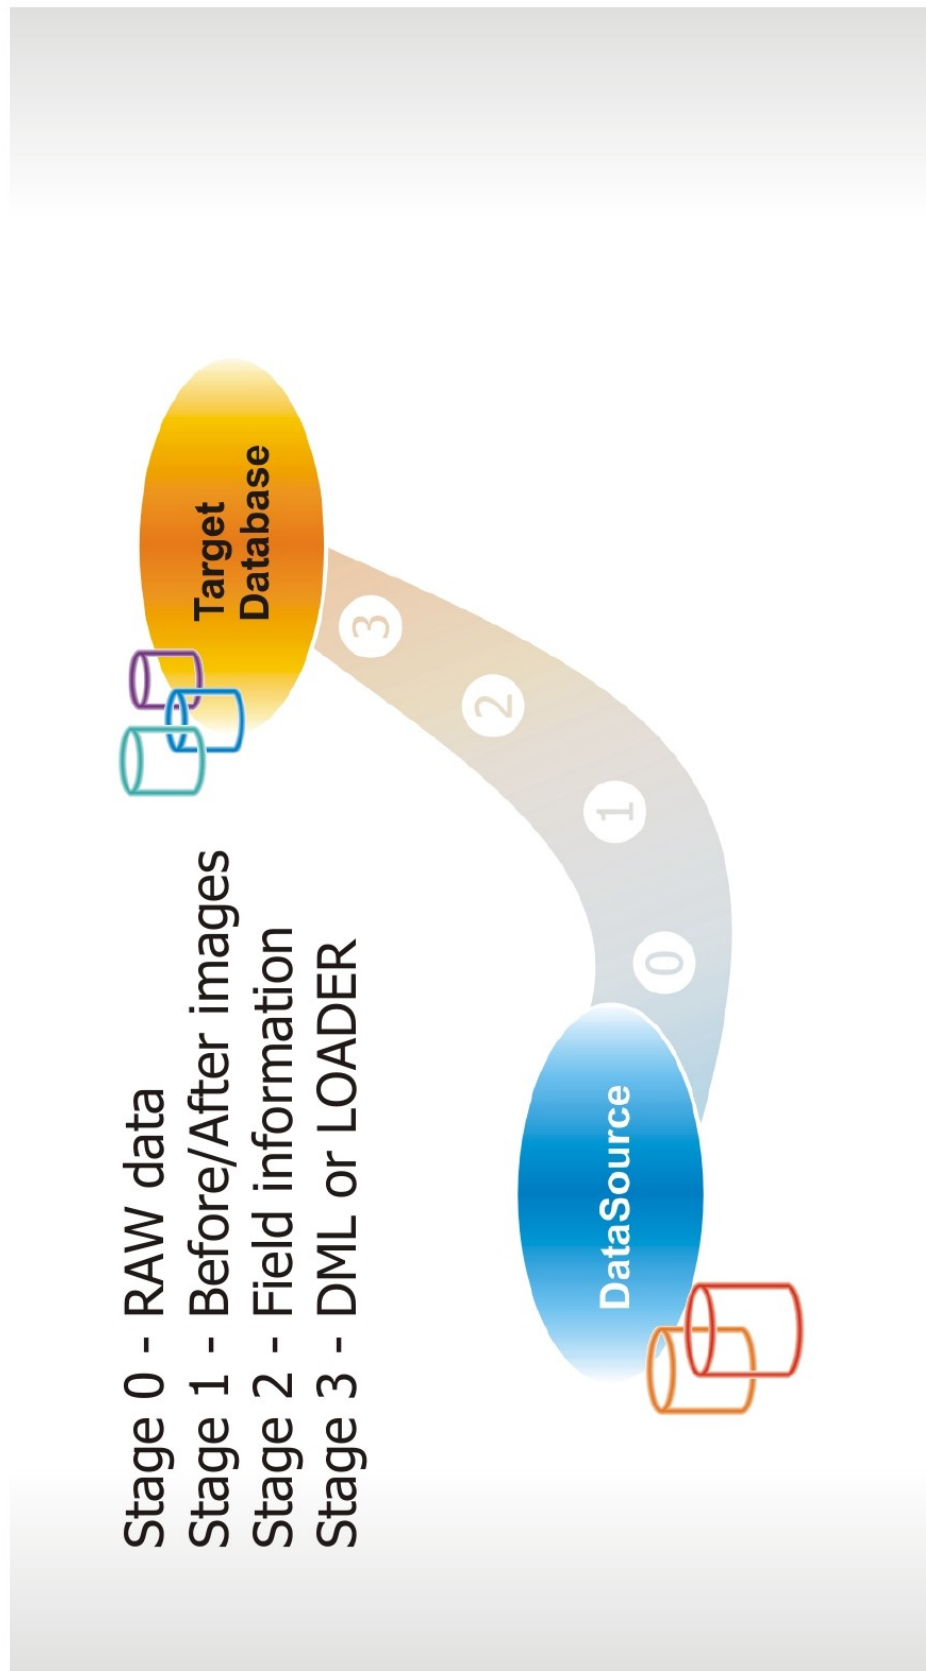 Stage 0 - RAW data
Stage 1 - Before/After images
Stage 2 - Field information
Stage 3 - DML or LOADER
Target
Database
3
2
1
0
DataSource